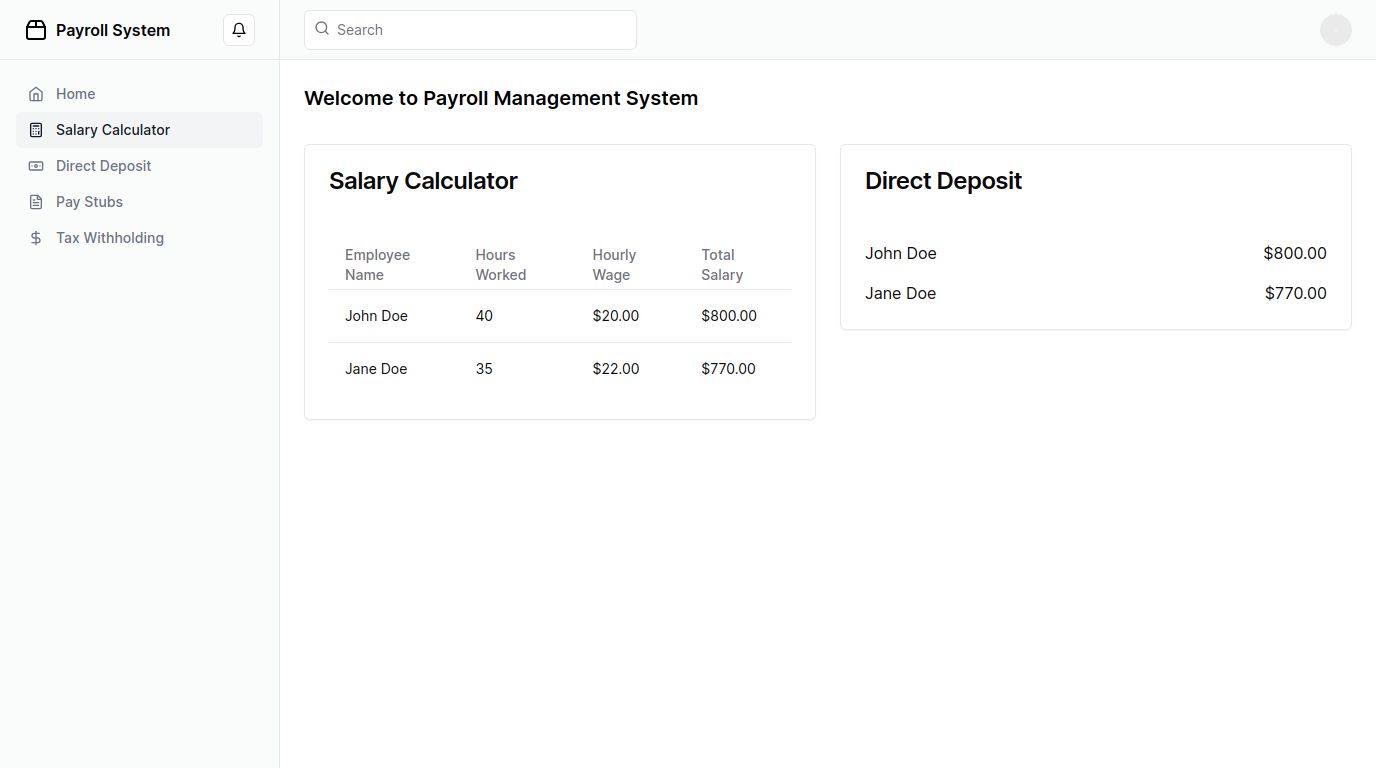 Payroll System
Search
Home
Salary Calculator
Direct Deposit
Pay Stubs
Tax Withholding
Welcome to Payroll Management System
Salary Calculator
Employee Name Hours Worked Hourly Wage Total Salary
John Doe 40 $20.00 $800.00
Jane Doe 35 $22.00 $770.00
Direct Deposit
John Doe $800.00
Jane Doe $770.00